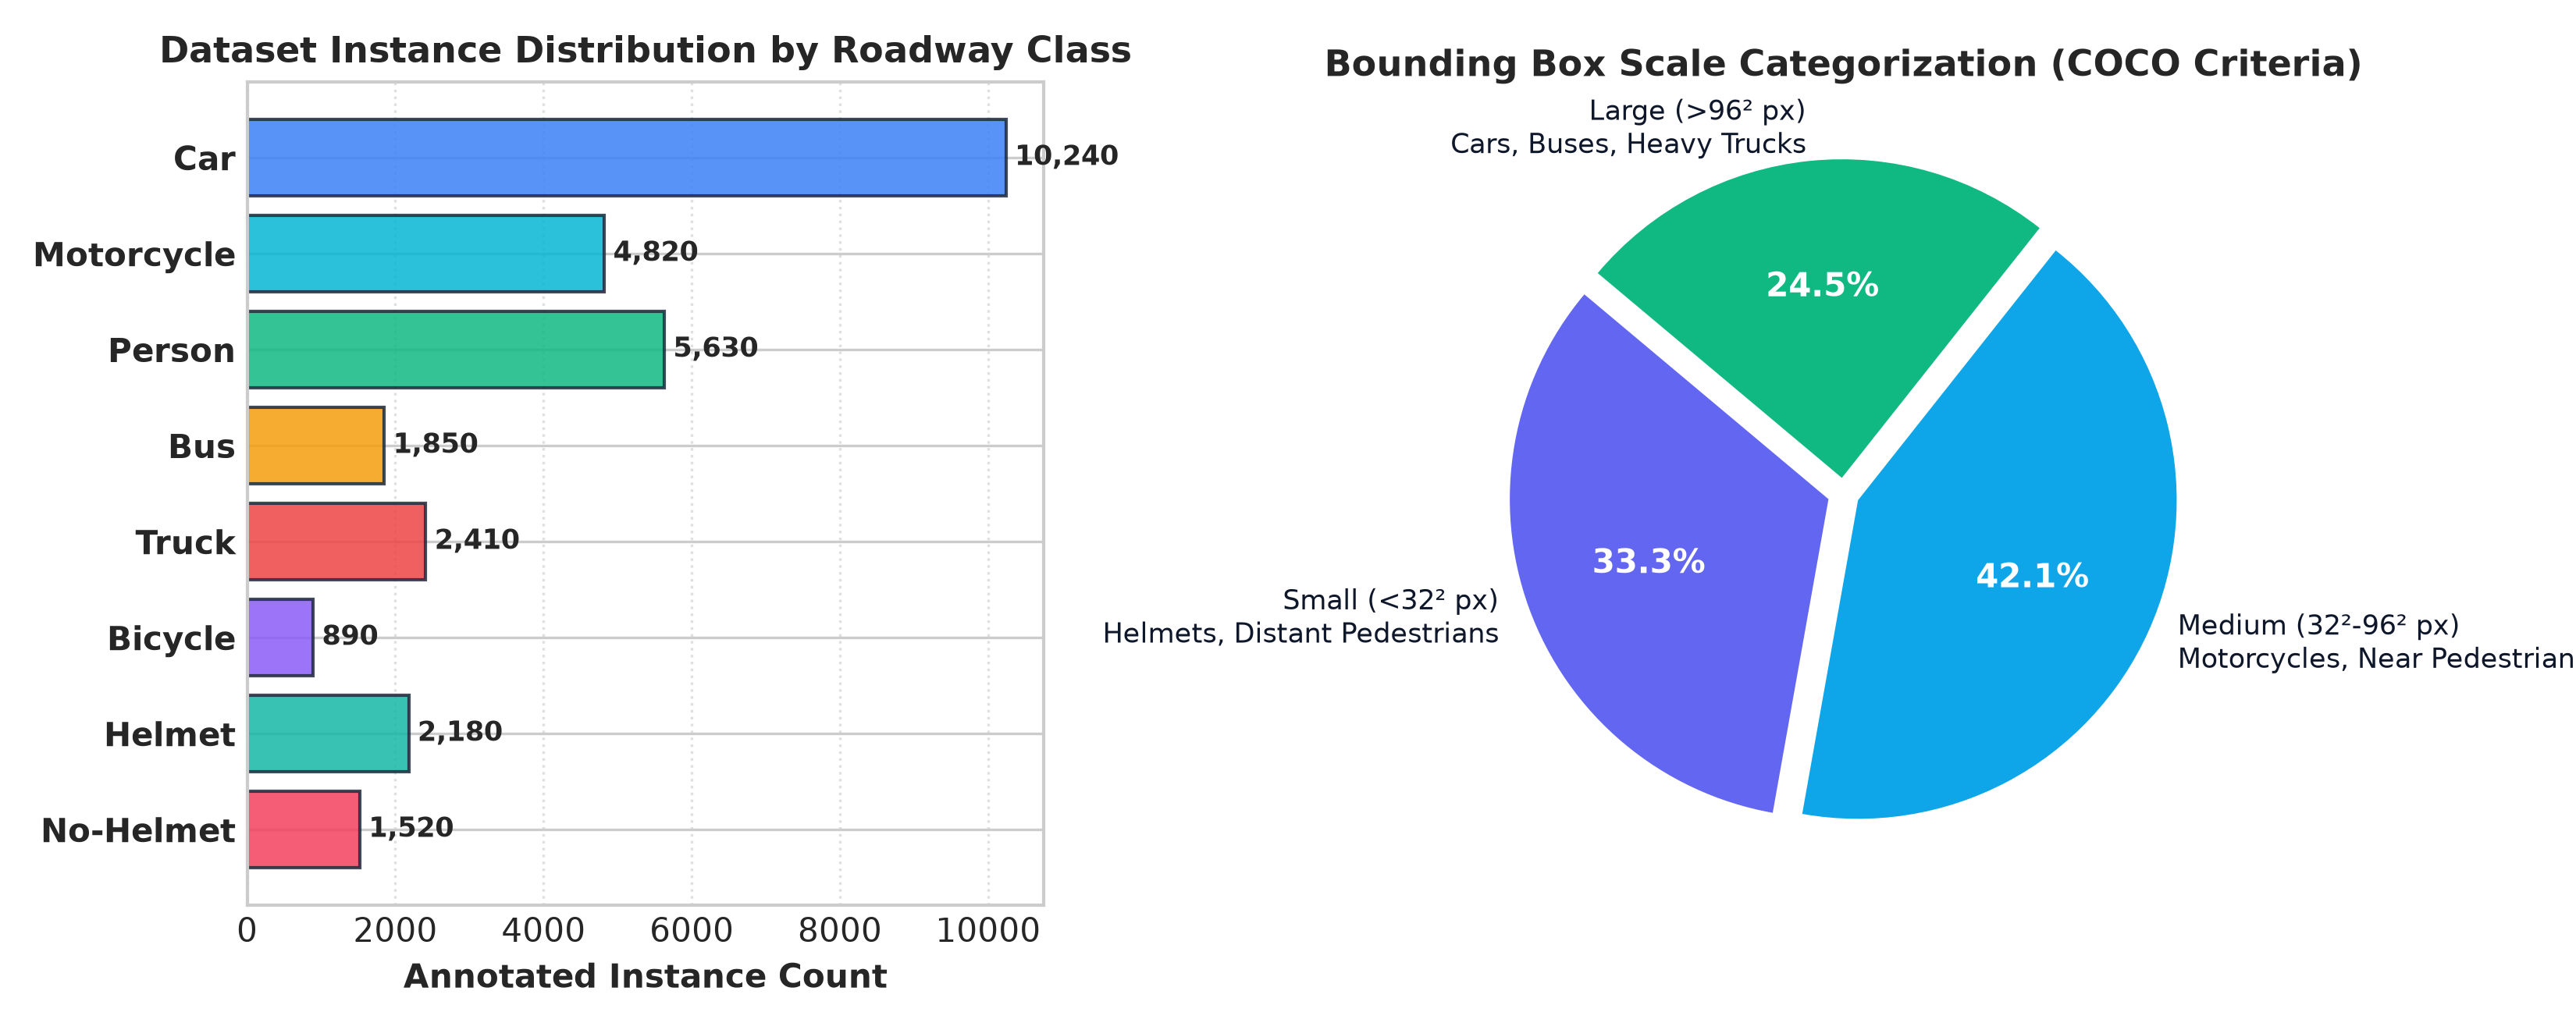 Dataset Instance Distribution by Roadway Class
Car
10,240
Motorcycle
4,820
Person
5,630
Bus
1,850
Truck
2,410
Bicycle
890
Helmet
2,180
No-Helmet
1,520
0
2000
4000
6000
8000
10000
Annotated Instance Count
Bounding Box Scale Categorization (COCO Criteria)
Large (>96² px)
Cars, Buses, Heavy Trucks
24.5%
33.3%
42.1%
Small (<32² px)
Helmets, Distant Pedestrians
Medium (32²-96² px)
Motorcycles, Near Pedestrian